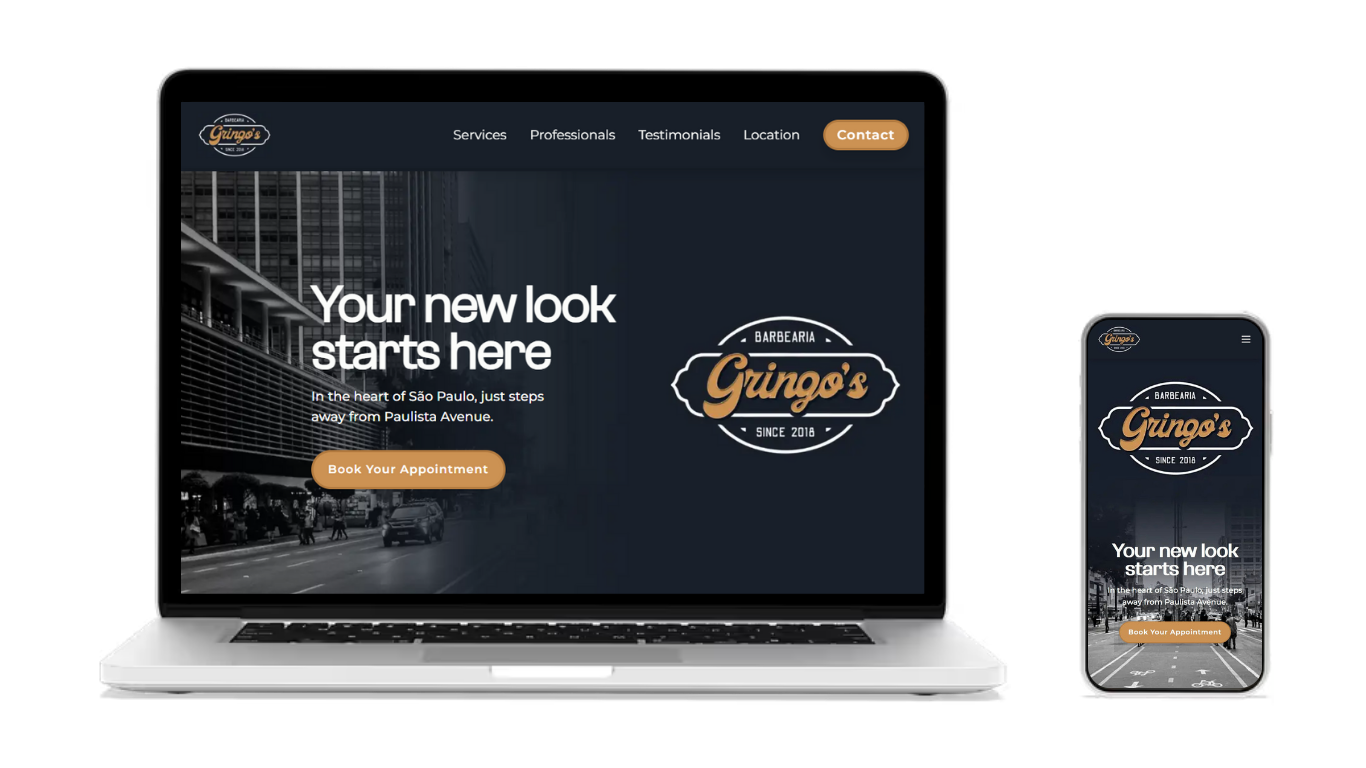 BARBEARIA
Gringo's
SINCE 2018
Services Professionals Testimonials Location Contact
Your new look
starts here
In the heart of São Paulo, just steps
away from Paulista Avenue.
Book Your Appointment
BARBEARIA
Gringo's
SINCE 2018
Gringo's
BARBEARIA
Gringo's
SINCE 2018
Your new look
starts here
In the heart of São Paulo, just steps
away from Paulista Avenue.
Book Your Appointment